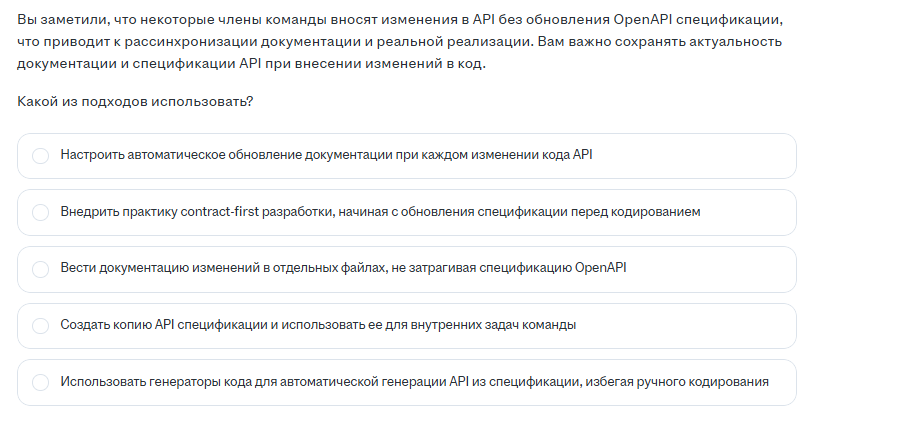 Вы заметили, что некоторые члены команды вносят изменения в API без обновления OpenAPI спецификации,
что приводит к рассинхронизации документации и реальной реализации. Вам важно сохранять актуальность
документации и спецификации API при внесении изменений в код.
Какой из подходов использовать?
Настроить автоматическое обновление документации при каждом изменении кода API
Внедрить практику contract-first разработки, начиная с обновления спецификации перед кодированием
Вести документацию изменений в отдельных файлах, не затрагивая спецификацию OpenAPI
Создать копию API спецификации и использовать ее для внутренних задач команды
Использовать генераторы кода для автоматической генерации API из спецификации, избегая ручного кодирования